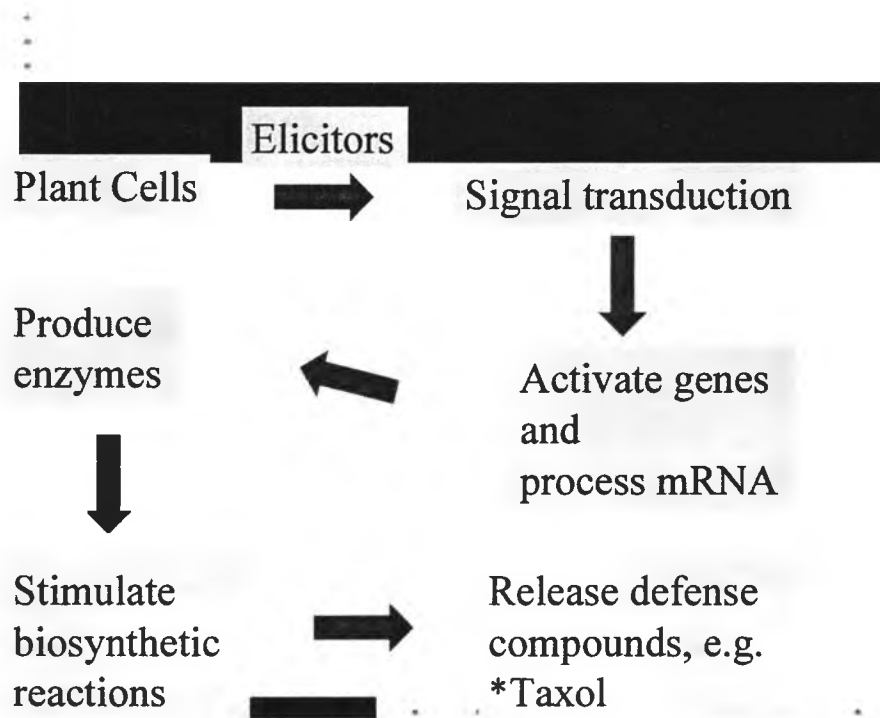 Elicitors
Plant Cells
Signal transduction
Produce
enzymes
Activate genes
and
process mRNA
Stimulate
biosynthetic
reactions
Release defense
compounds, e.g.
*Taxol